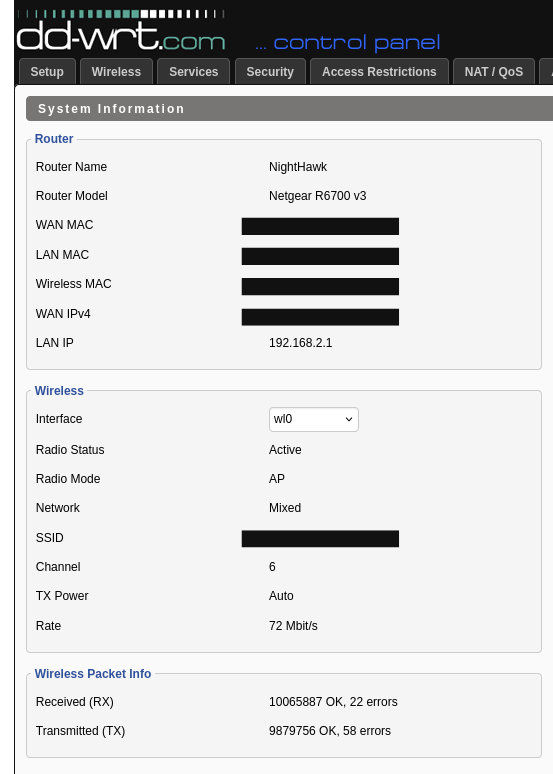 dd-wrt.com ... control panel
Setup Wireless Services Security Access Restrictions NAT / QoS
System Information
Router
Router Name NightHawk
Router Model Netgear R6700 v3
WAN MAC
LAN MAC
Wireless MAC
WAN IPv4
LAN IP 192.168.2.1
Wireless
Interface wl0
Radio Status Active
Radio Mode AP
Network Mixed
SSID
Channel 6
TX Power Auto
Rate 72 Mbit/s
Wireless Packet Info
Received (RX) 10065887 OK, 22 errors
Transmitted (TX) 9879756 OK, 58 errors